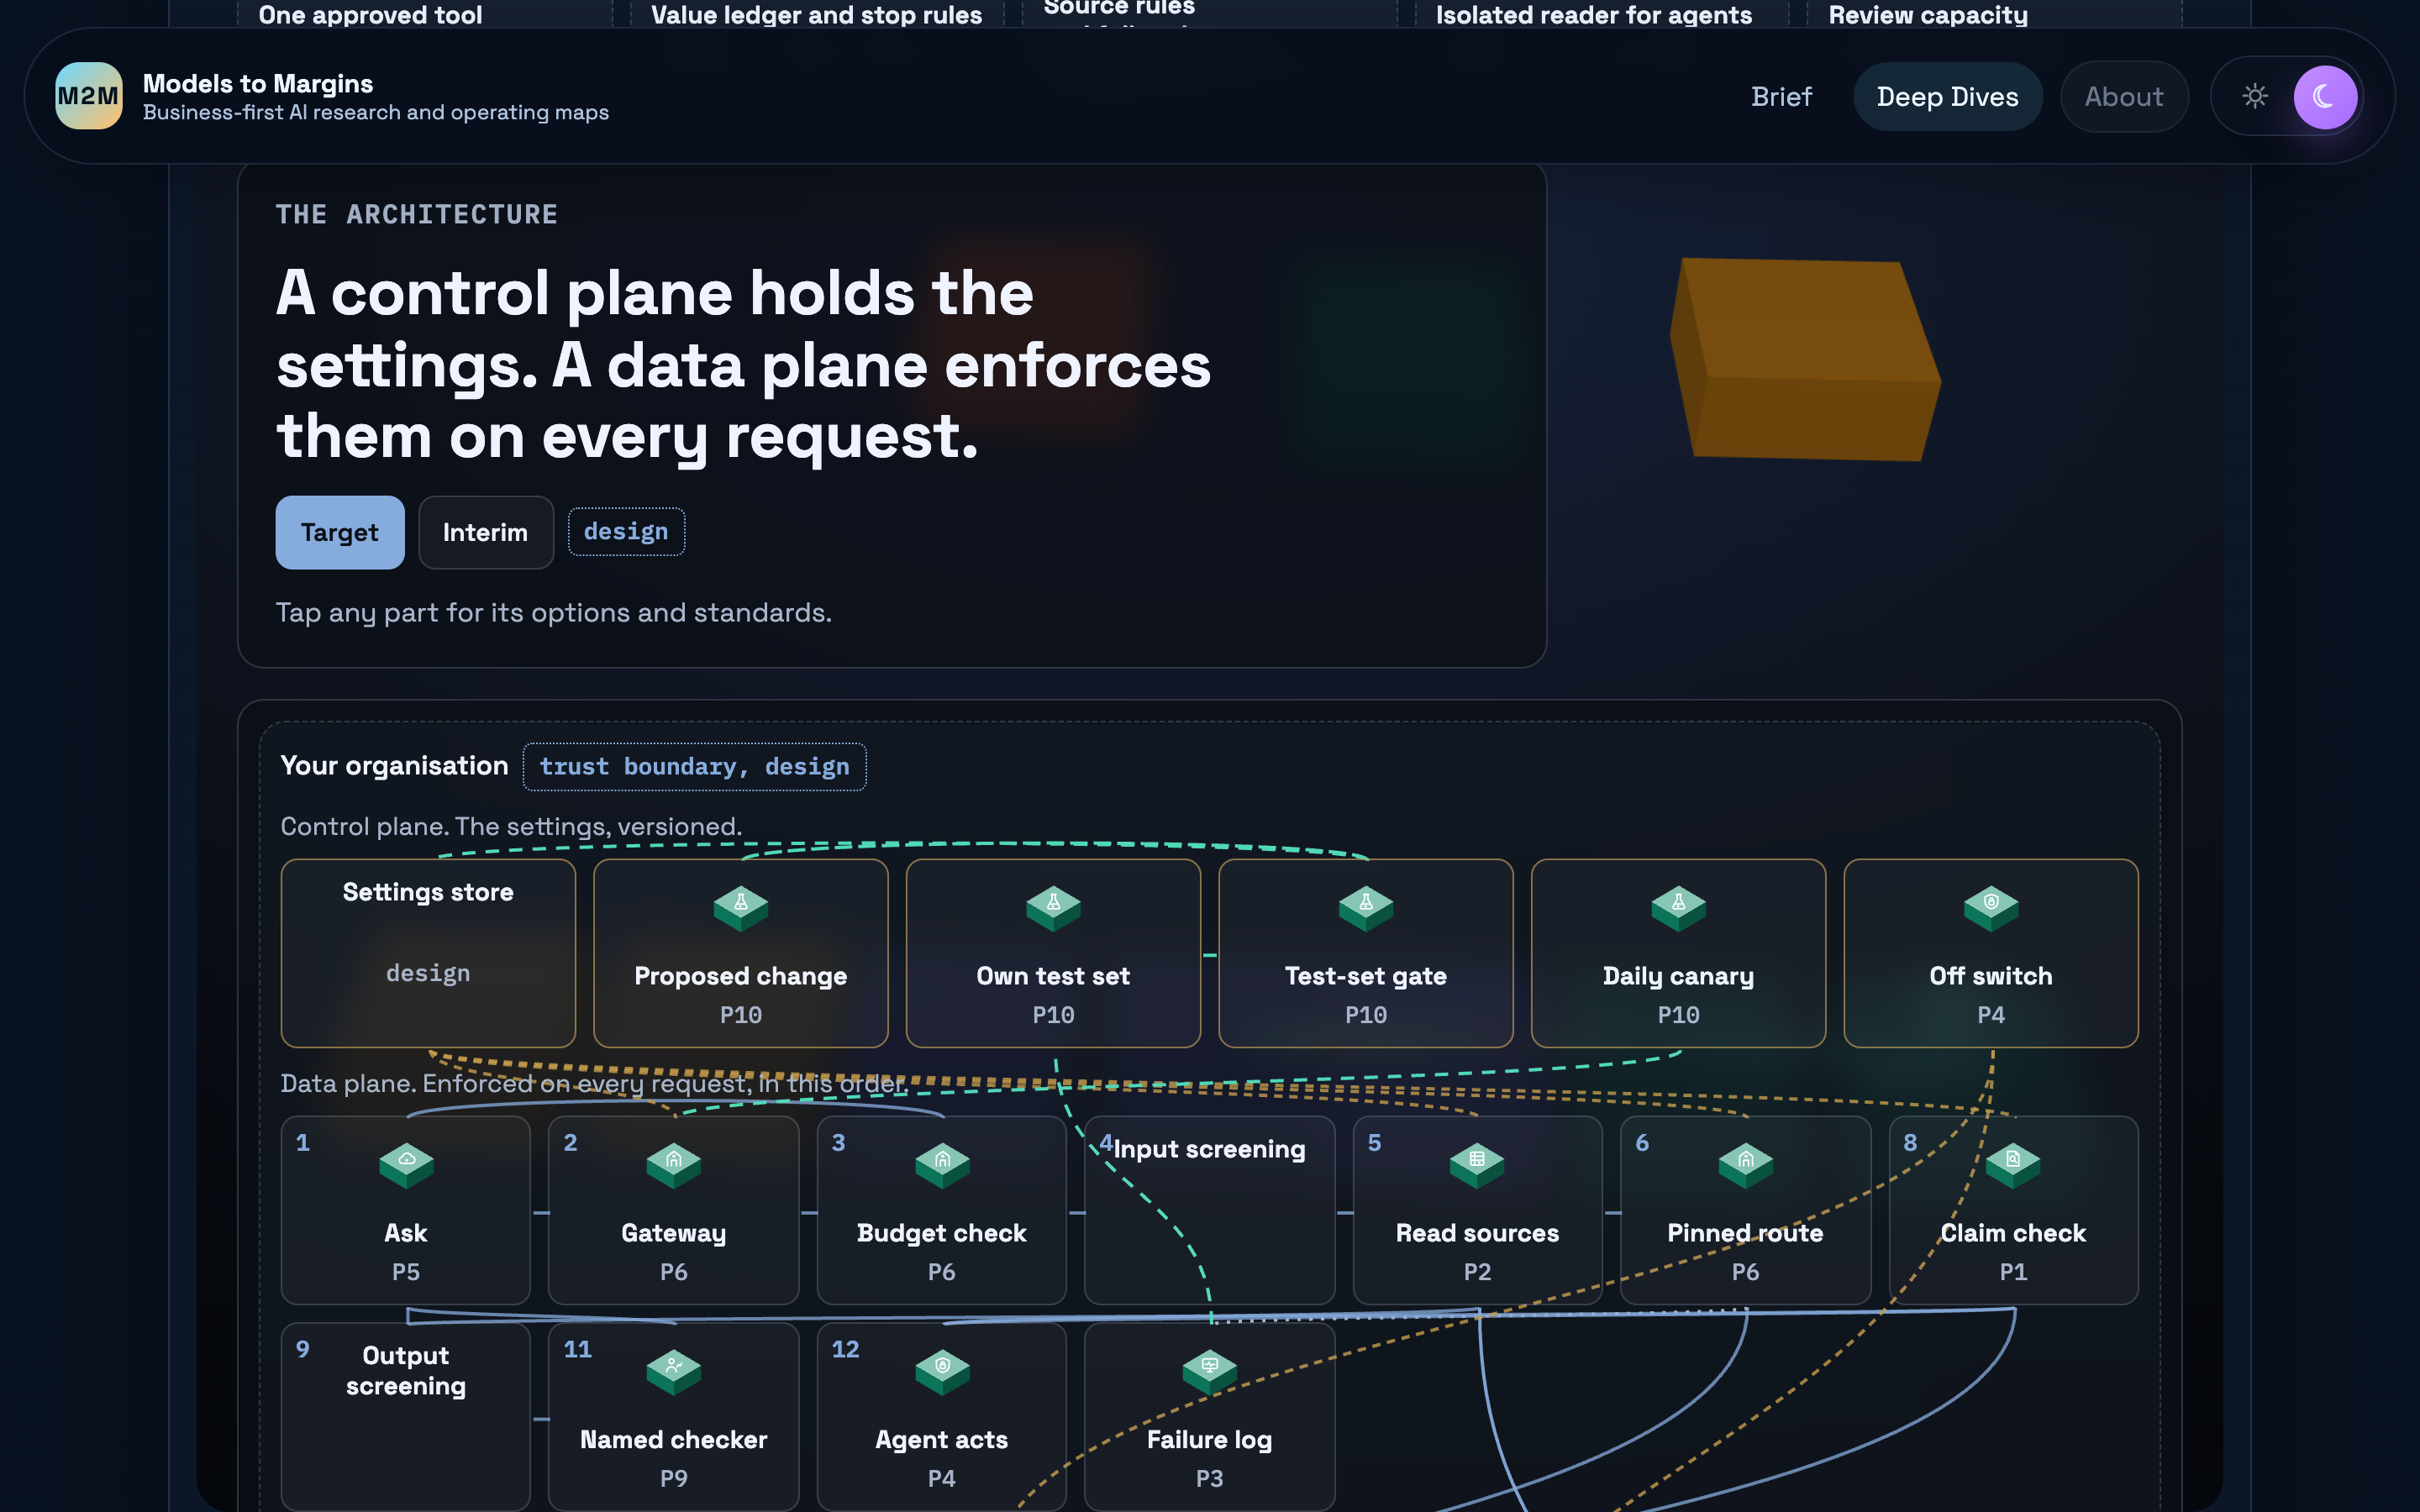 One approved tool
Value ledger and stop rules
Source rules
Isolated reader for agents
Review capacity
M2M
Models to Margins
Business-first AI research and operating maps
Brief
Deep Dives
About
THE ARCHITECTURE
A control plane holds the
settings. A data plane enforces
them on every request.
Target
Interim
design
Tap any part for its options and standards.
Your organisation
trust boundary, design
Control plane. The settings, versioned.
Settings store
design
Proposed change
P10
Own test set
P10
Test-set gate
P10
Daily canary
P10
Off switch
P4
Data plane. Enforced on every request, in this order.
1
Ask
P5
2
Gateway
P6
3
Budget check
P6
4
Input screening
5
Read sources
P2
6
Pinned route
P6
8
Claim check
P1
9
Output
screening
11
Named checker
P9
12
Agent acts
P4
Failure log
P3